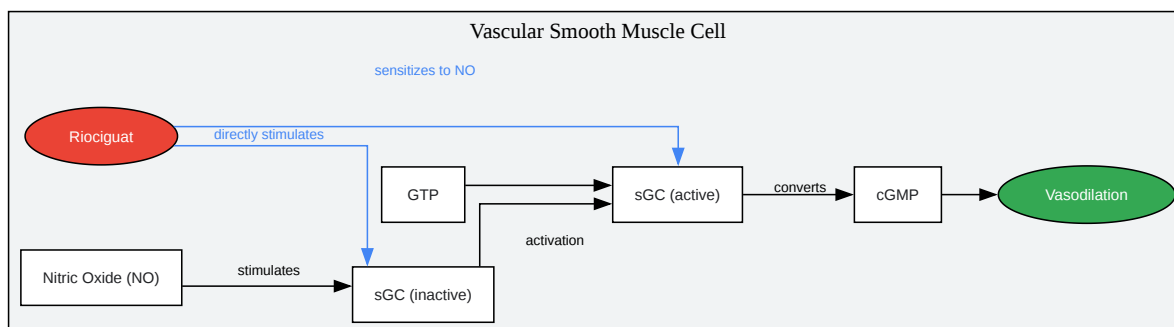 Vascular Smooth Muscle Cell
sensitizes to NO
Riociguat
directly stimulates
GTP
sGC (active)
converts
cGMP
Vasodilation
activation
Nitric Oxide (NO)
stimulates
sGC (inactive)